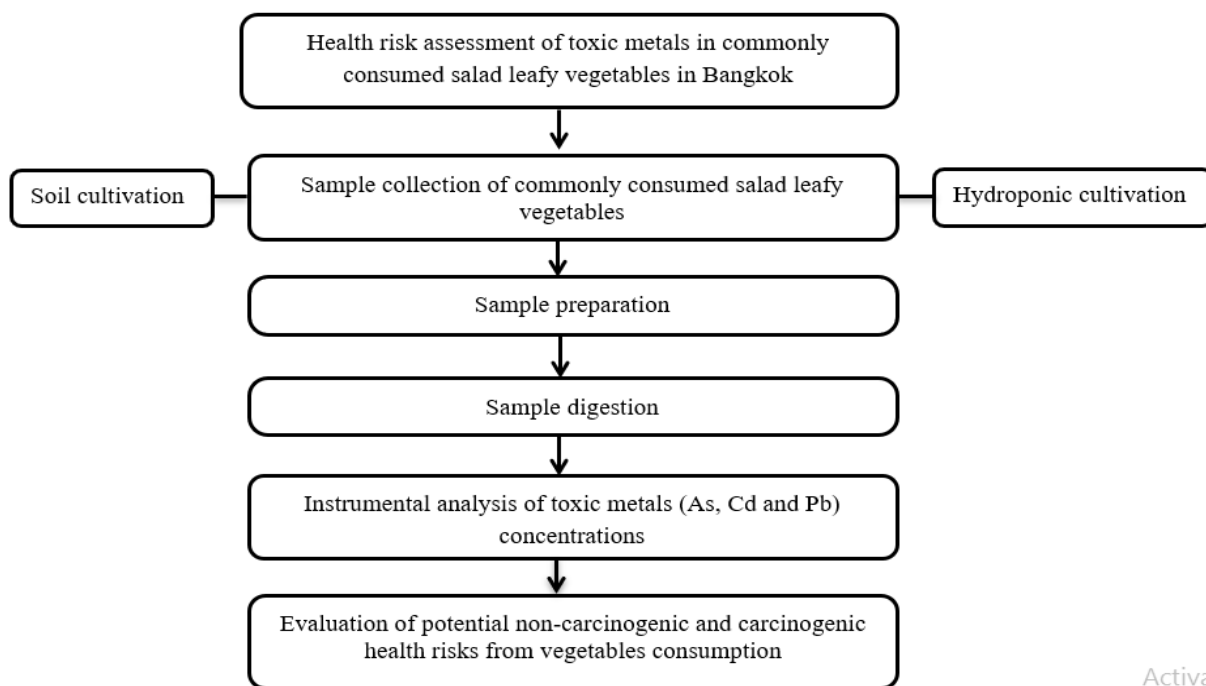 Health risk assessment of toxic metals in commonly
consumed salad leafy vegetables in Bangkok
Soil cultivation
Sample collection of commonly consumed salad leafy
vegetables
Hydroponic cultivation
Sample preparation
Sample digestion
Instrumental analysis of toxic metals (As, Cd and Pb)
concentrations
Evaluation of potential non-carcinogenic and carcinogenic
health risks from vegetables consumption
Activa